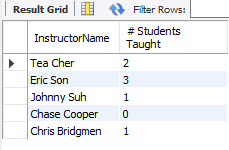 Result Grid Filter Rows:
InstructorName # Students Taught
Tea Cher 2
Eric Son 3
Johnny Suh 1
Chase Cooper 0
Chris Bridgmen 1